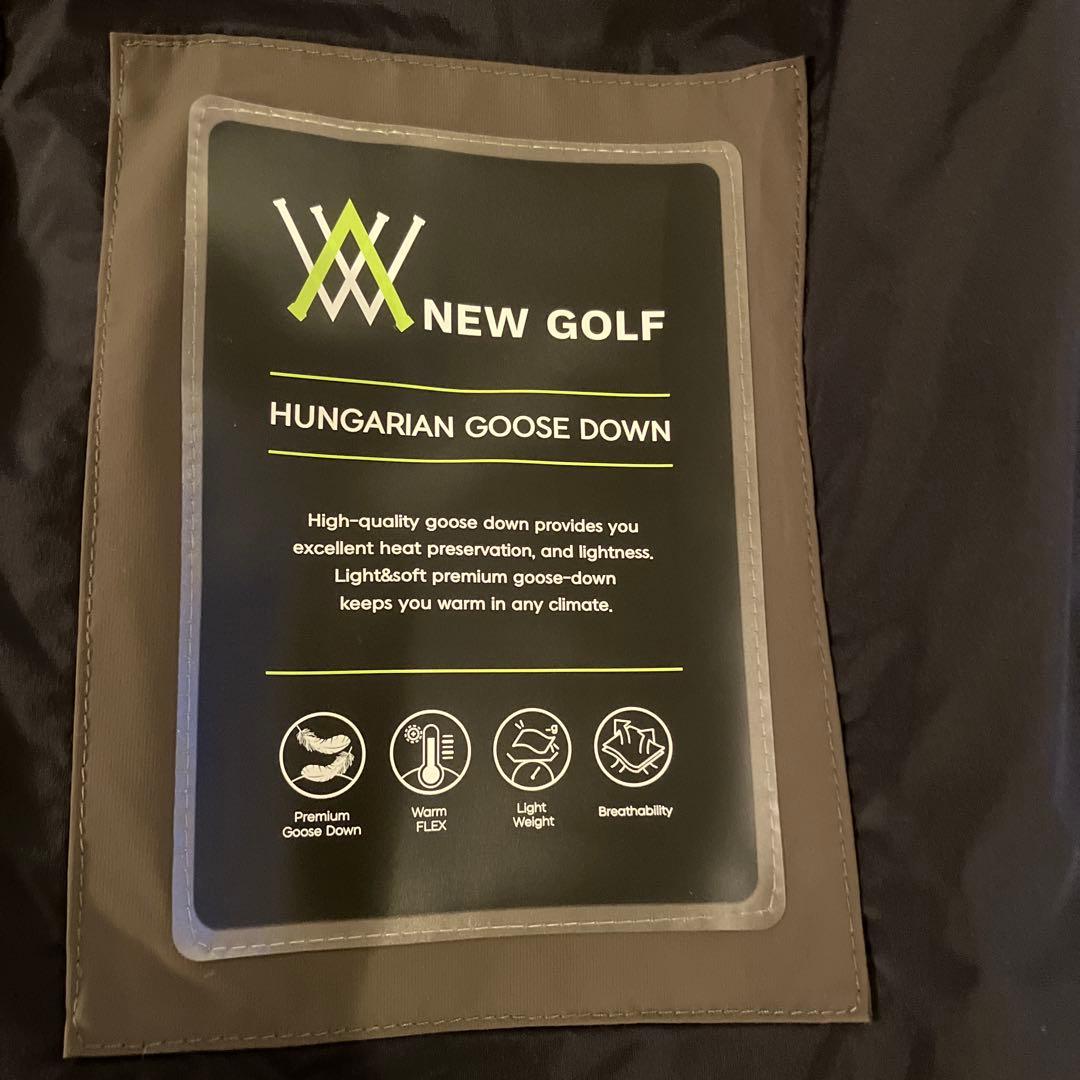 A NEW GOLF
HUNGARIAN GOOSE DOWN
High-quality goose down provides you
excellent heat preservation, and lightness.
Light&soft premium goose-down
keeps you warm in any climate.
-g
Premium
Goose Down
Warm
FLEX
Light
Weight
Breathability